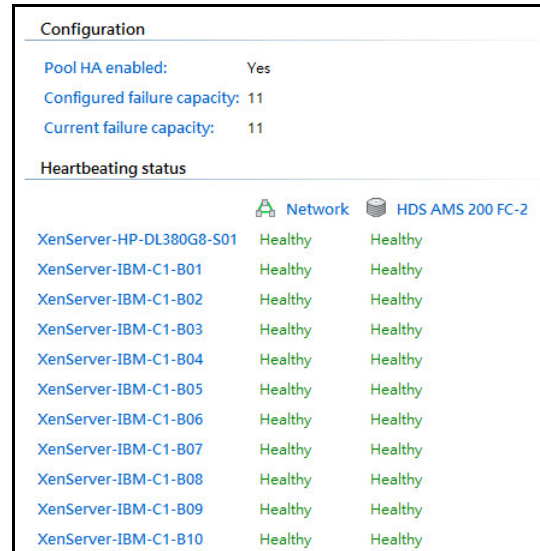 Configuration
Pool HA enabled: Yes
Configured failure capacity: 11
Current failure capacity: 11
Heartbeating status
Network HDS AMS 200 FC-2
XenServer-HP-DL380G8-S01 Healthy Healthy
XenServer-IBM-C1-B01 Healthy Healthy
XenServer-IBM-C1-B02 Healthy Healthy
XenServer-IBM-C1-B03 Healthy Healthy
XenServer-IBM-C1-B04 Healthy Healthy
XenServer-IBM-C1-B05 Healthy Healthy
XenServer-IBM-C1-B06 Healthy Healthy
XenServer-IBM-C1-B07 Healthy Healthy
XenServer-IBM-C1-B08 Healthy Healthy
XenServer-IBM-C1-B09 Healthy Healthy
XenServer-IBM-C1-B10 Healthy Healthy